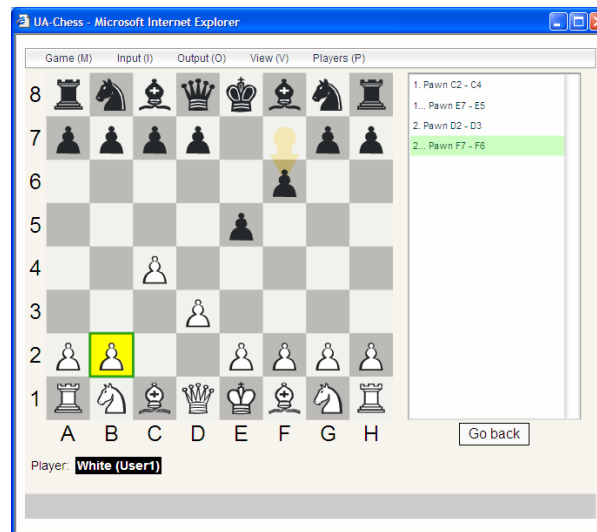 UA-Chess - Microsoft Internet Explorer
Game (M) Input (I) Output (O) View (V) Players (P)
8
7
6
5
4
3
2
1
A B C D E F G H
1. Pawn C2 - C4
1... Pawn E7 - E5
2. Pawn D2 - D3
2... Pawn F7 - F6
Go back
Player: White (User1)